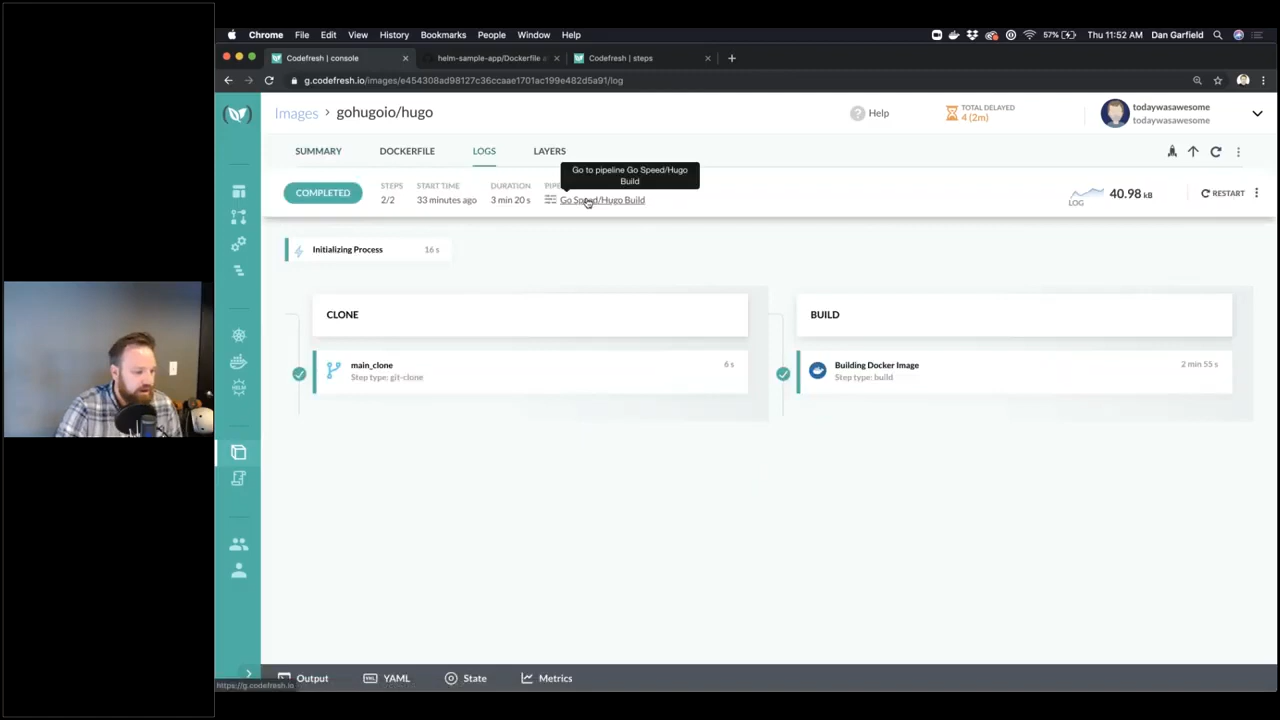 Chrome File Edit View History Bookmarks People Window Help 57% Thu 11:52 AM Dan Garfield
Codefresh | console
helm-sample-app/Dockerfile
Codefresh | steps
g.codefresh.io/images/e454308ad98127c36ccaae1701ac199e482d5a91/log
Images > gohugoio/hugo
Help
TOTAL DELAYED
4 (2m)
todaywasawesome
todaywasawesome
SUMMARY DOCKERFILE LOGS LAYERS
Go to pipeline Go Speed/Hugo
Build
COMPLETED
STEPS
2/2
START TIME
33 minutes ago
DURATION
3 min 20 s
PIPE
Go Speed/Hugo Build
LOG
40.98 kB
RESTART
Initializing Process 16 s
CLONE
main_clone 6 s
Step type: git-clone
BUILD
Building Docker Image 2 min 55 s
Step type: build
Output YAML State Metrics
https://g.codefresh.io